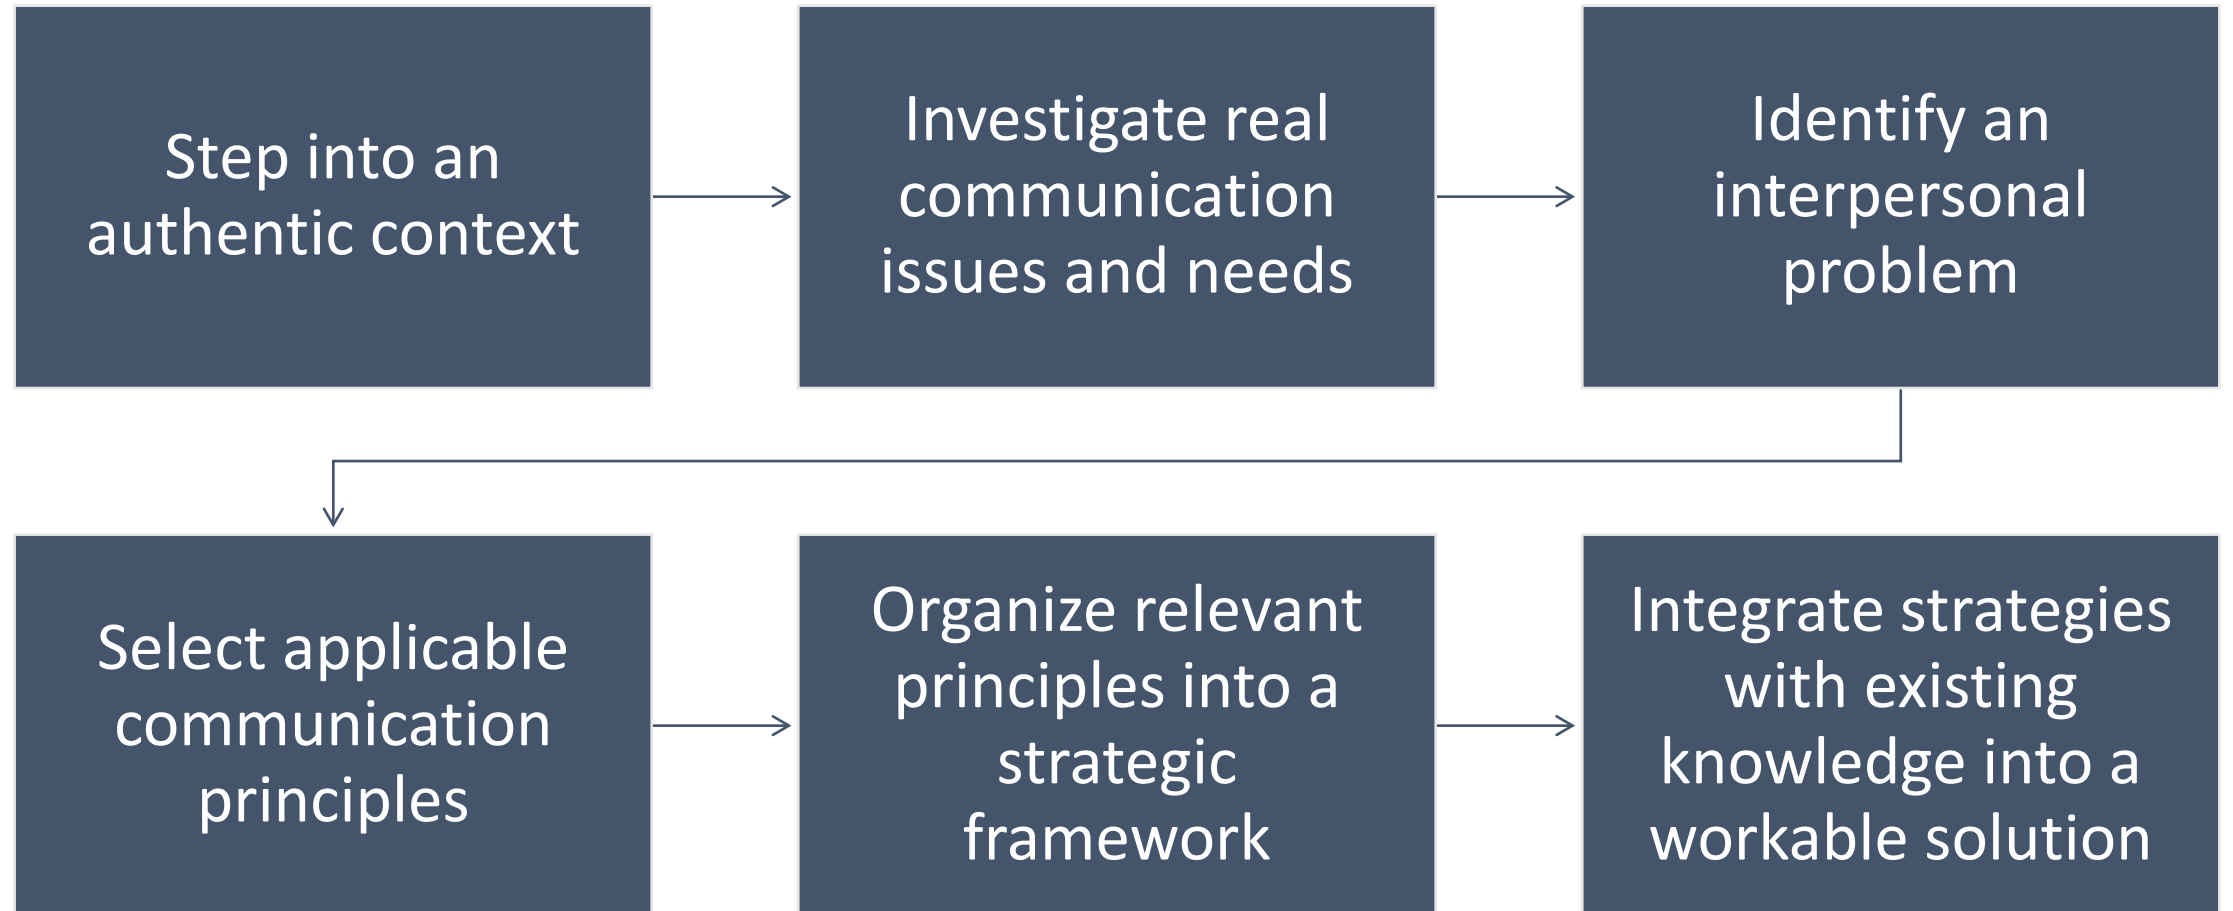 Step into an
authentic context
Investigate real
communication
issues and needs
Identify an
interpersonal
problem
Select applicable
communication
principles
Organize relevant
principles into a
strategic
framework
Integrate strategies
with existing
knowledge into a
workable solution